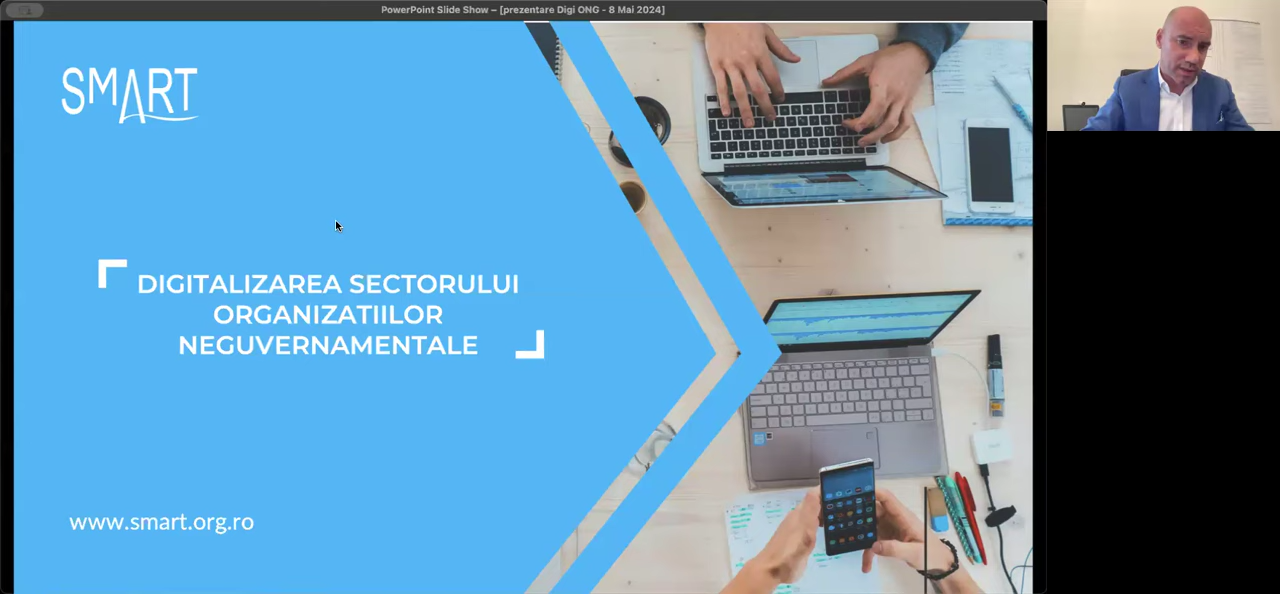 PowerPoint Slide Show – [prezentare Digi ONG - 8 Mai 2024]
SMART
DIGITALIZAREA SECTORULUI
ORGANIZATIILOR
NEGUVERNAMENTALE
www.smart.org.ro